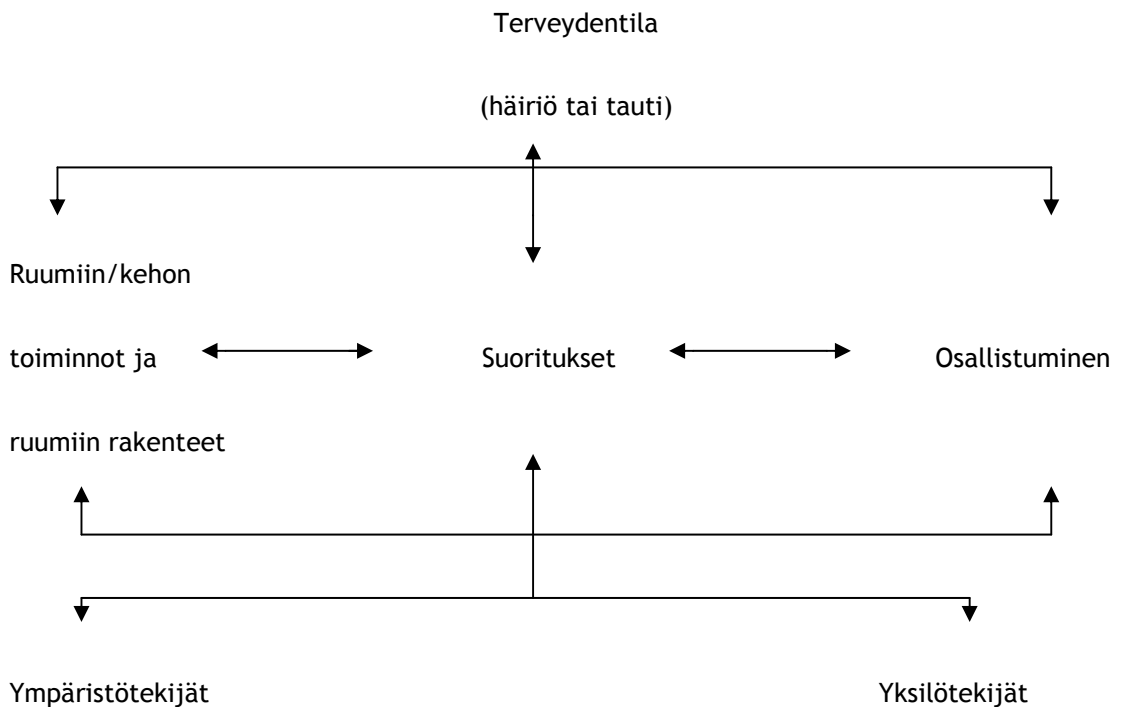 Terveydentila
(häiriö tai tauti)
Ruumiin/kehon
toiminnot ja
Suoritukset
Osallistuminen
ruumiin rakenteet
Ympäristötekijät
Yksilötekijät